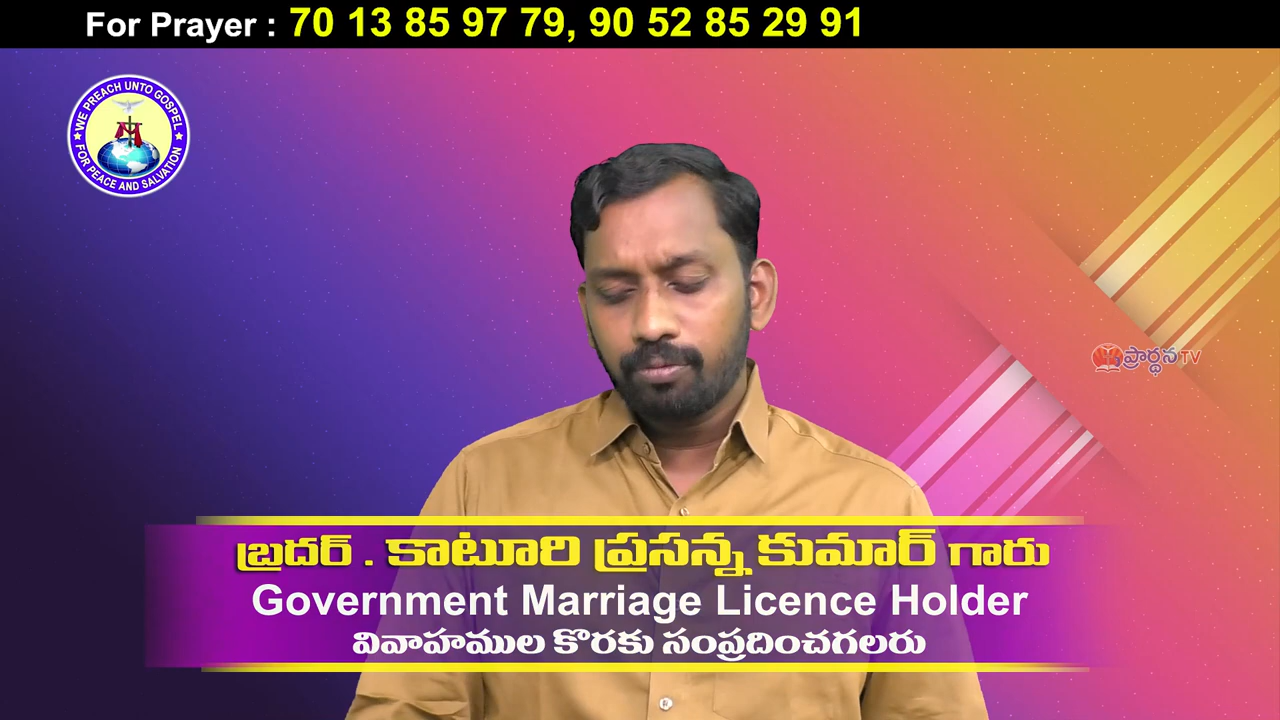 For Prayer : 70 13 85 97 79, 90 52 85 29 91
WE PREACH UNTO GOSPEL
FOR PEACE AND SALVATION
ప్రార్థన TV
బ్రదర్ . కాటూరి ప్రసన్న కుమార్ గారు
Government Marriage Licence Holder
వివాహముల కొరకు సంప్రదించగలరు